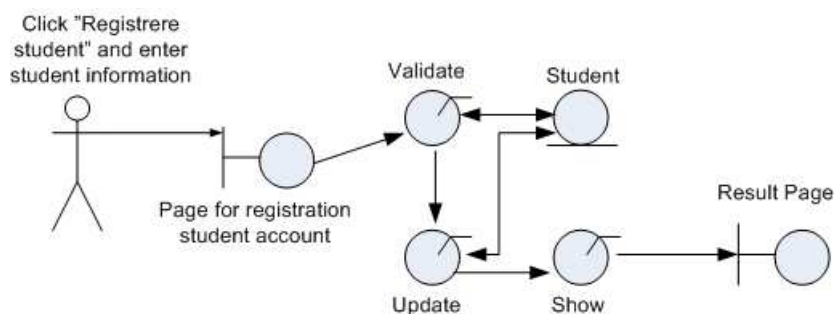 Click "Registrere
student" and enter
student information
Validate
Student
Page for registration
student account
Result Page
Update
Show